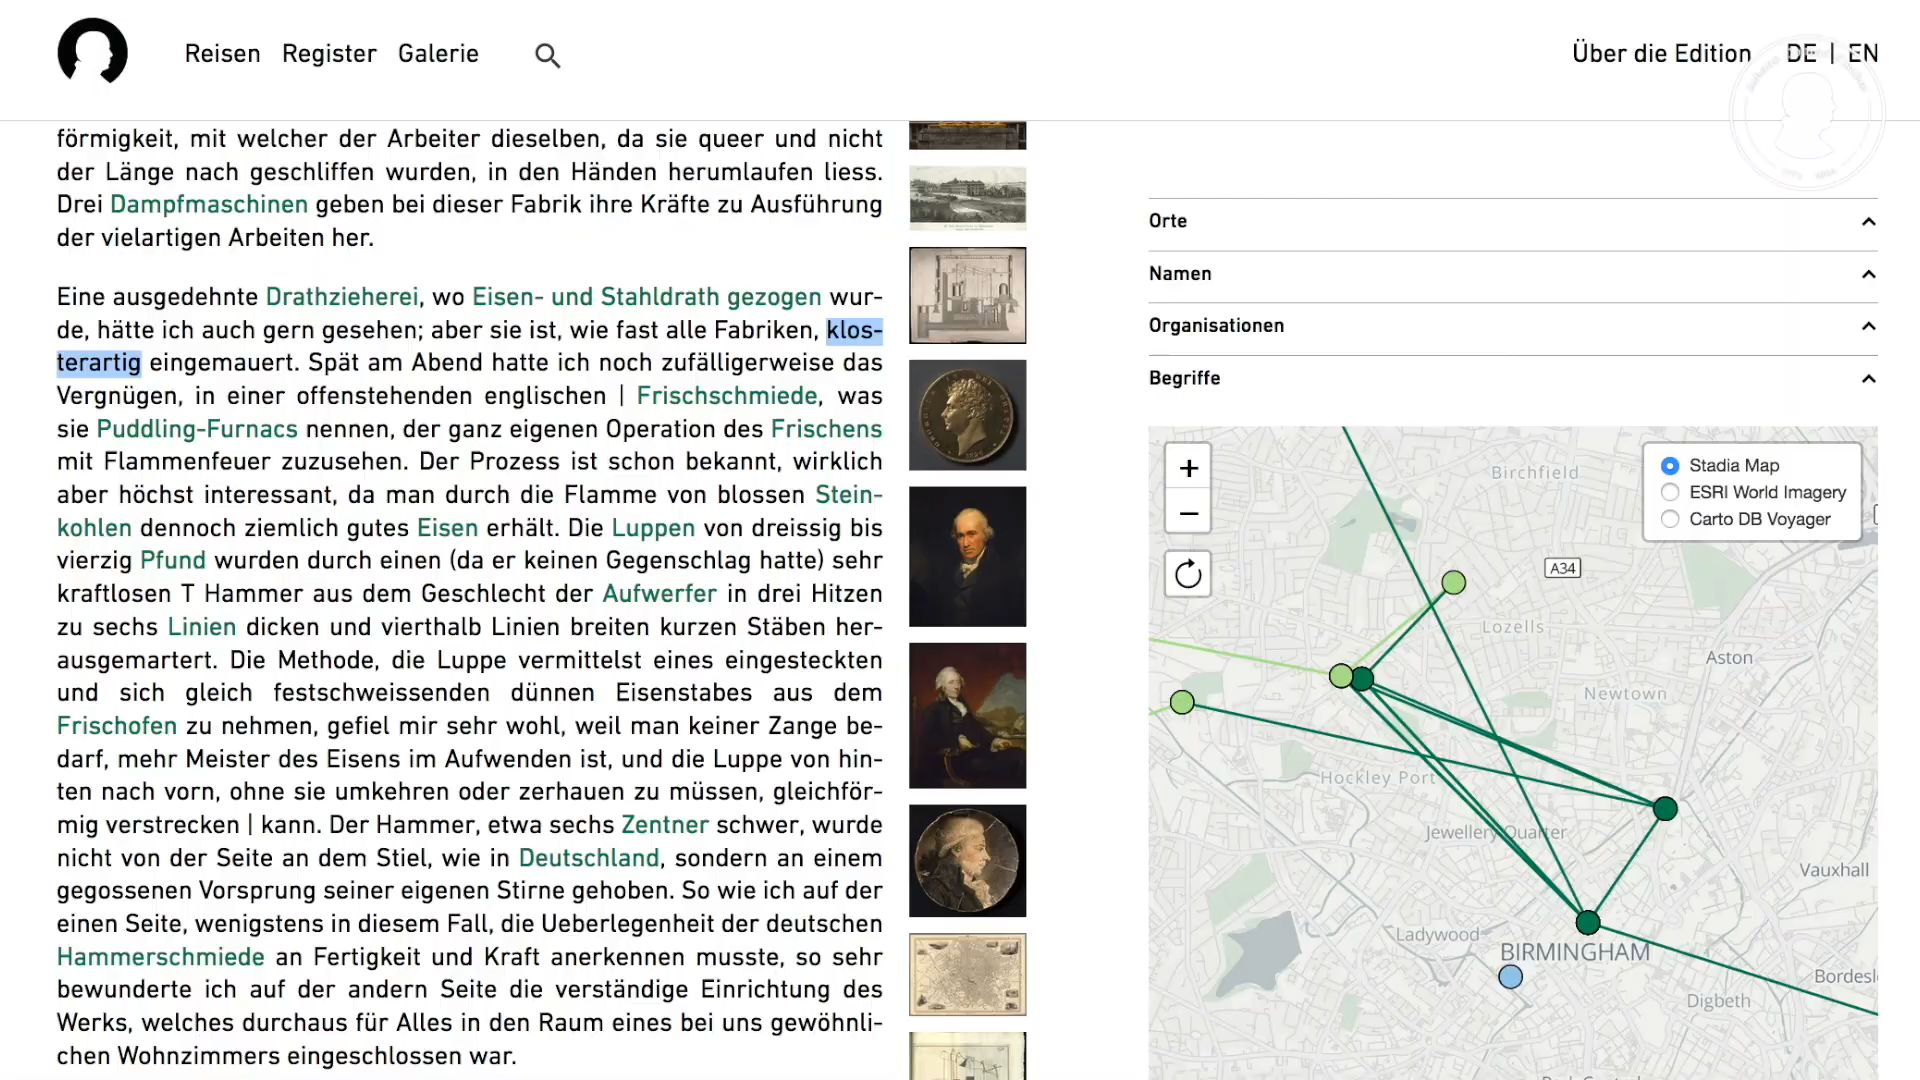 Reisen Register Galerie
Über die Edition DE | EN
förmigkeit, mit welcher der Arbeiter dieselben, da sie queer und nicht
der Länge nach geschliffen wurden, in den Händen herumlaufen liess.
Drei Dampfmaschinen geben bei dieser Fabrik ihre Kräfte zu Ausführung
der vielartigen Arbeiten her.
Eine ausgedehnte Drathzieherei, wo Eisen- und Stahldrath gezogen wur-
de, hätte ich auch gern gesehen; aber sie ist, wie fast alle Fabriken, klos-
terartig eingemauert. Spät am Abend hatte ich noch zufälligerweise das
Vergnügen, in einer offenstehenden englischen | Frischschmiede, was
sie Puddling-Furnacs nennen, der ganz eigenen Operation des Frischens
mit Flammenfeuer zuzusehen. Der Prozess ist schon bekannt, wirklich
aber höchst interessant, da man durch die Flamme von blossen Stein-
kohlen dennoch ziemlich gutes Eisen erhält. Die Luppen von dreissig bis
vierzig Pfund wurden durch einen (da er keinen Gegenschlag hatte) sehr
kraftlosen T Hammer aus dem Geschlecht der Aufwerfer in drei Hitzen
zu sechs Linien dicken und vierthalb Linien breiten kurzen Stäben her-
ausgemartert. Die Methode, die Luppe vermittelst eines eingesteckten
und sich gleich festschweissenden dünnen Eisenstabes aus dem
Frischofen zu nehmen, gefiel mir sehr wohl, weil man keiner Zange be-
darf, mehr Meister des Eisens im Aufwenden ist, und die Luppe von hin-
ten nach vorn, ohne sie umkehren oder zerhauen zu müssen, gleichför-
mig verstrecken | kann. Der Hammer, etwa sechs Zentner schwer, wurde
nicht von der Seite an dem Stiel, wie in Deutschland, sondern an einem
gegossenen Vorsprung seiner eigenen Stirne gehoben. So wie ich auf der
einen Seite, wenigstens in diesem Fall, die Ueberlegenheit der deutschen
Hammerschmiede an Fertigkeit und Kraft anerkennen musste, so sehr
bewunderte ich auf der andern Seite die verständige Einrichtung des
Werks, welches durchaus für Alles in den Raum eines bei uns gewöhnli-
chen Wohnzimmers eingeschlossen war.
Orte
Namen
Organisationen
Begriffe
+
−
Stadia Map
ESRI World Imagery
Carto DB Voyager
Birchfield
A34
Lozells
Aston
Newtown
Hockley Port
Jewellery Quarter
Vauxhall
Ladywood
BIRMINGHAM
Bordesl
Digbeth